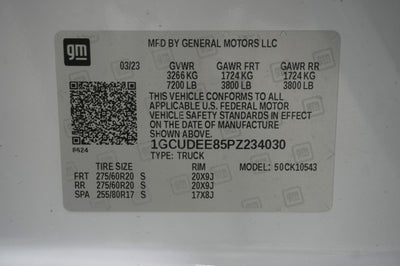 gm
MFD BY GENERAL MOTORS LLC
03/23 GVWR GAWR FRT GAWR RR
3266 KG 1724 KG 1724 KG
7200 LB 3800 LB 3800 LB
THIS VEHICLE CONFORMS TO ALL
APPLICABLE U.S. FEDERAL MOTOR
VEHICLE SAFETY STANDARDS IN EFFECT
ON THE DATE OF MANUFACTURE
SHOWN ABOVE.
1GCUDEE85PZ234030
P424 TYPE: TRUCK
TIRE SIZE RIM MODEL: 50CK10543
FRT 275/60R20 S 20X9J
RR 275/60R20 S 20X9J
SPA 255/80R17 S 17X8J